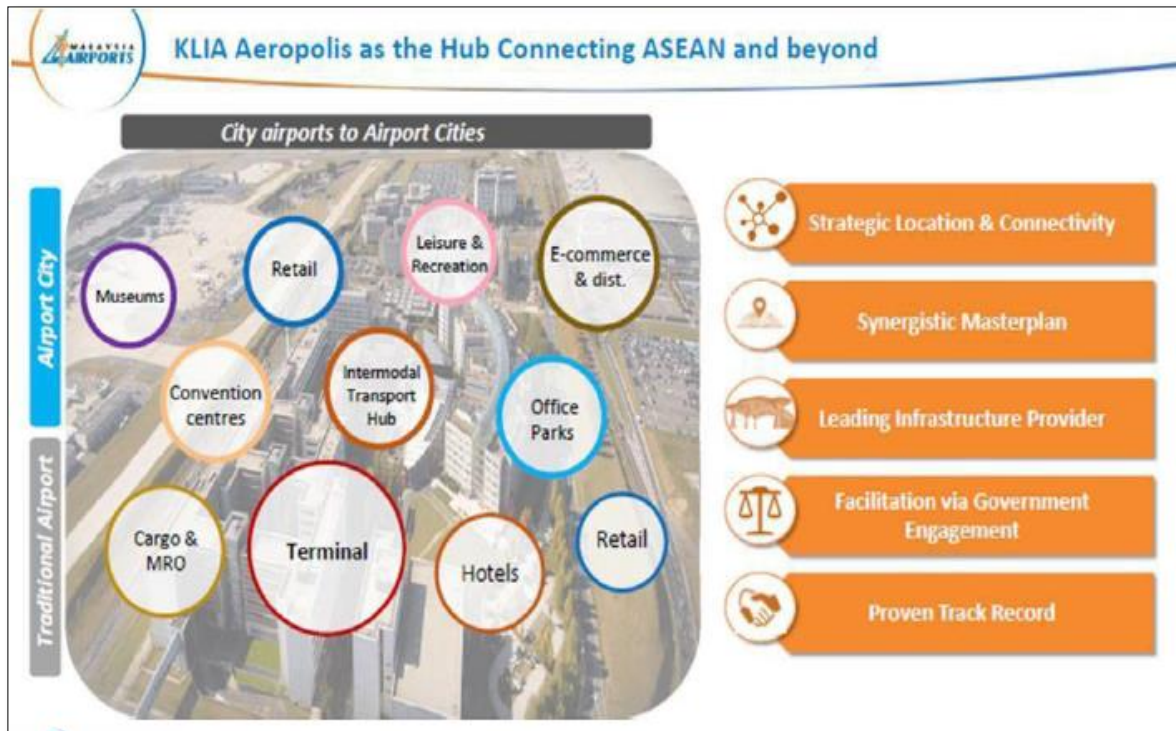 MALAYSIA
AIRPORTS
KLIA Aeropolis as the Hub Connecting ASEAN and beyond
City airports to Airport Cities
Airport City
Traditional Airport
Museums
Retail
Leisure &
Recreation
E-commerce
& dist.
Convention
centres
Intermodal
Transport
Hub
Office
Parks
Cargo &
MRO
Terminal
Hotels
Retail
Strategic Location & Connectivity
Synergistic Masterplan
Leading Infrastructure Provider
Facilitation via Government
Engagement
Proven Track Record